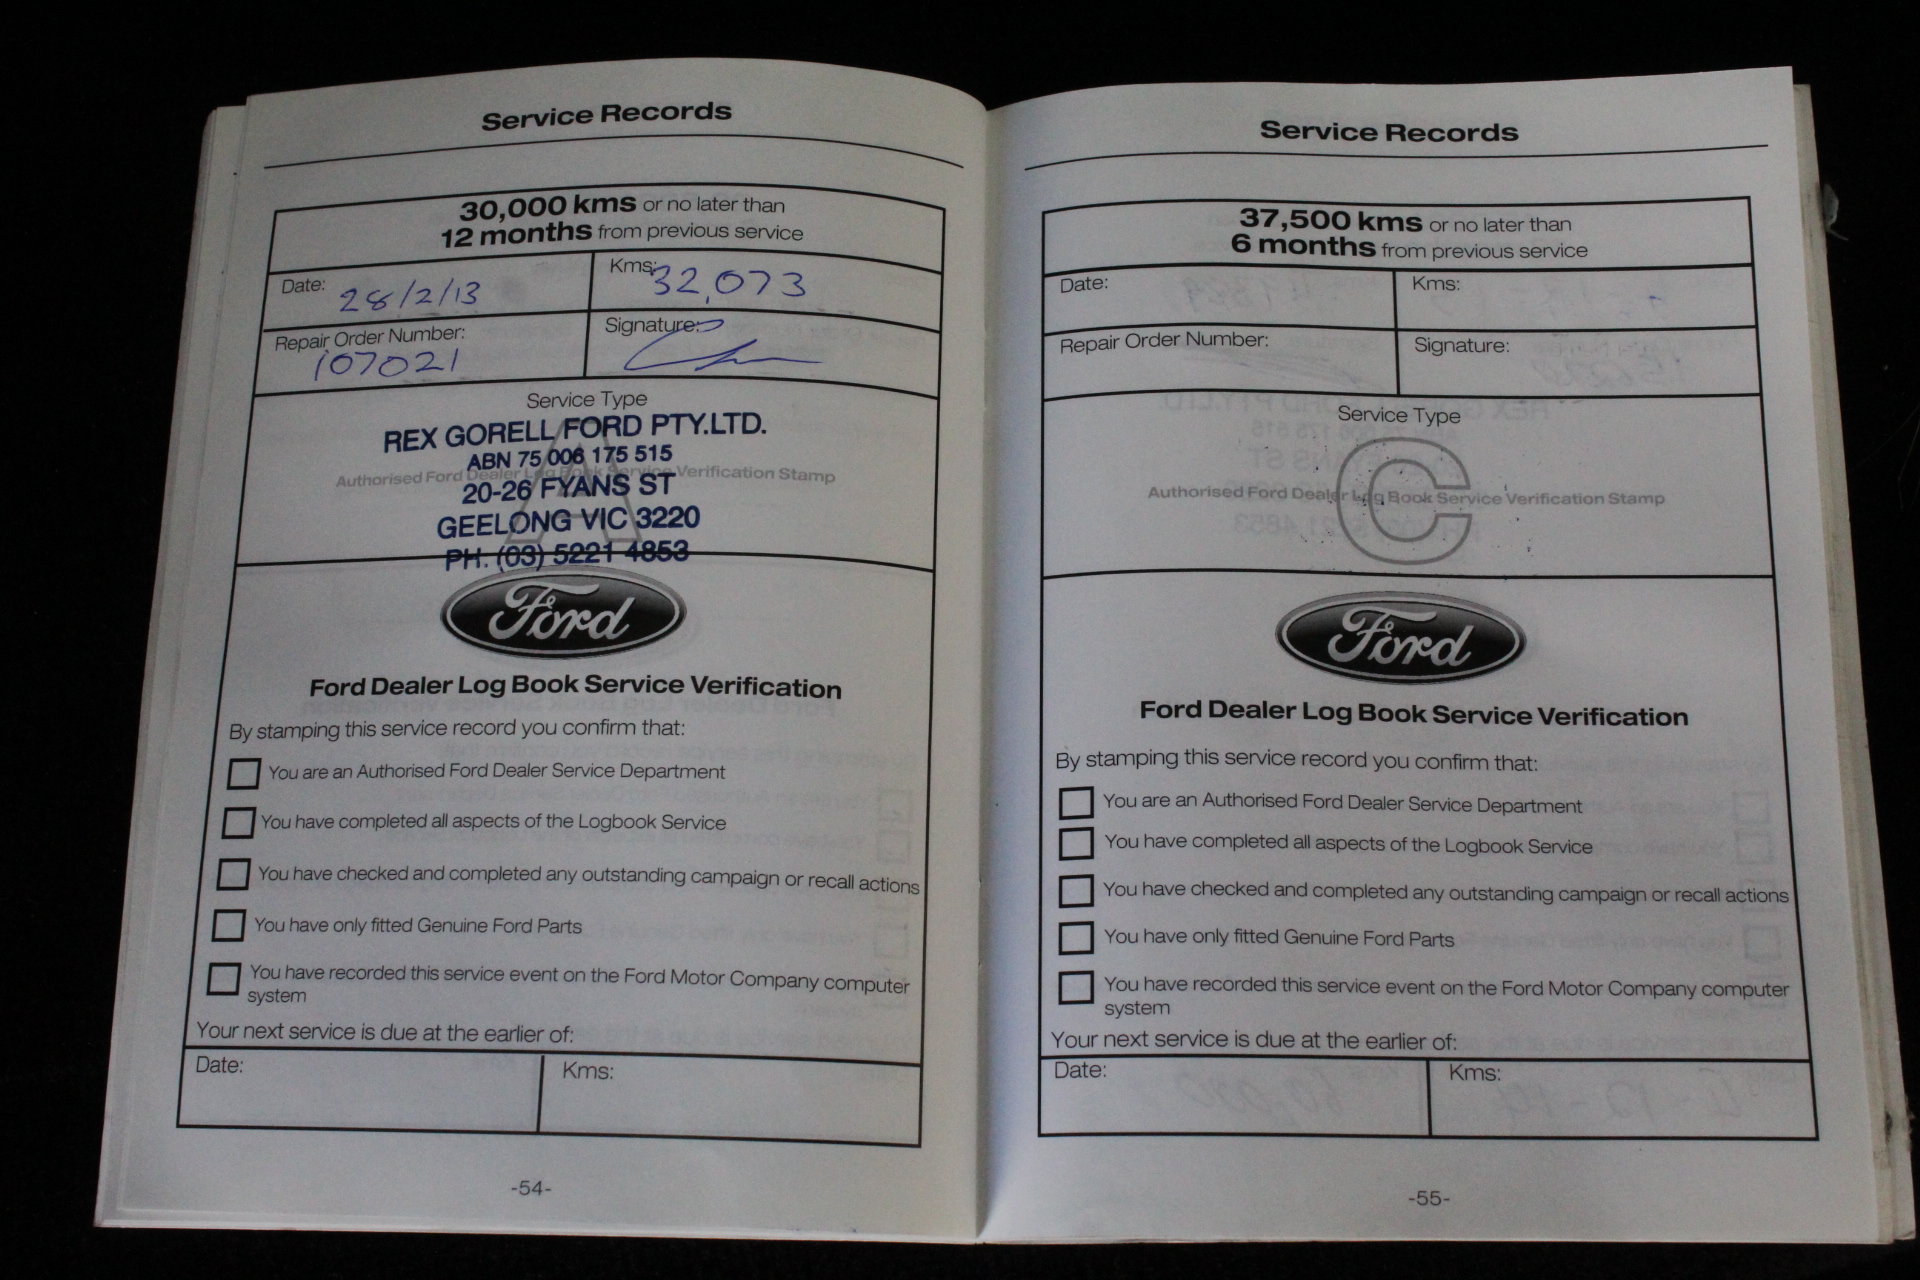 Service Records
30,000 kms or no later than
12 months from previous service
Date: 28/2/13
Kms: 32,073
Repair Order Number: 107021
Signature:
Service Type
A
Authorised Ford Dealer Log Book Service Verification Stamp
REX GORELL FORD PTY.LTD.
ABN 75 006 175 515
20-26 FYANS ST
GEELONG VIC 3220
PH. (03) 5221 4853
Ford
Ford Dealer Log Book Service Verification
By stamping this service record you confirm that:
You are an Authorised Ford Dealer Service Department
You have completed all aspects of the Logbook Service
You have checked and completed any outstanding campaign or recall actions
You have only fitted Genuine Ford Parts
You have recorded this service event on the Ford Motor Company computer
system
Your next service is due at the earlier of:
Date:
Kms:
-54-
Service Records
37,500 kms or no later than
6 months from previous service
Date:
Kms:
Repair Order Number:
Signature:
Service Type
C
Authorised Ford Dealer Log Book Service Verification Stamp
Ford
Ford Dealer Log Book Service Verification
By stamping this service record you confirm that:
You are an Authorised Ford Dealer Service Department
You have completed all aspects of the Logbook Service
You have checked and completed any outstanding campaign or recall actions
You have only fitted Genuine Ford Parts
You have recorded this service event on the Ford Motor Company computer
system
Your next service is due at the earlier of:
Date:
Kms:
-55-